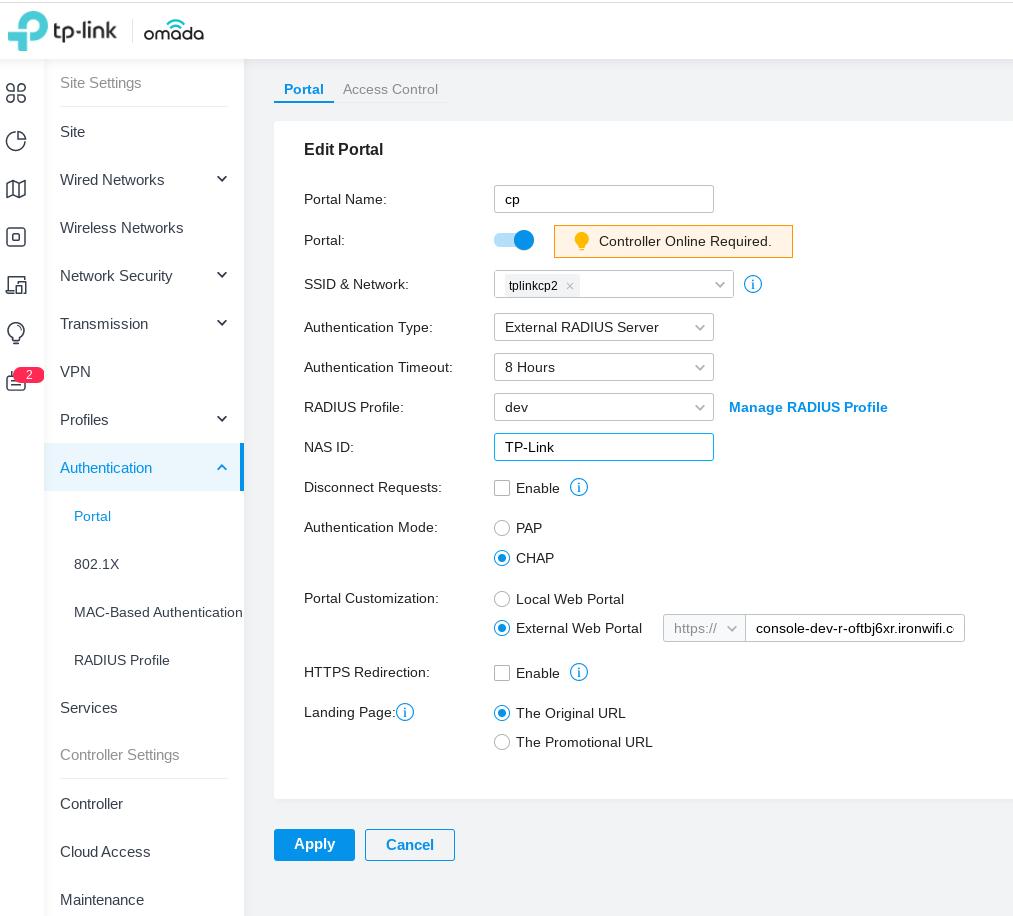 tp-link omada
2
Site Settings
Site
Wired Networks
Wireless Networks
Network Security
Transmission
VPN
Profiles
Authentication
Portal
802.1X
MAC-Based Authentication
RADIUS Profile
Services
Controller Settings
Controller
Cloud Access
Maintenance
Portal Access Control
Edit Portal
Portal Name: cp
Portal: Controller Online Required.
SSID & Network: tplinkcp2
Authentication Type: External RADIUS Server
Authentication Timeout: 8 Hours
RADIUS Profile: dev Manage RADIUS Profile
NAS ID: TP-Link
Disconnect Requests: Enable
Authentication Mode: PAP
CHAP
Portal Customization: Local Web Portal
External Web Portal https:// console-dev-r-oftbj6xr.ironwifi.c
HTTPS Redirection: Enable
Landing Page: The Original URL
The Promotional URL
Apply Cancel